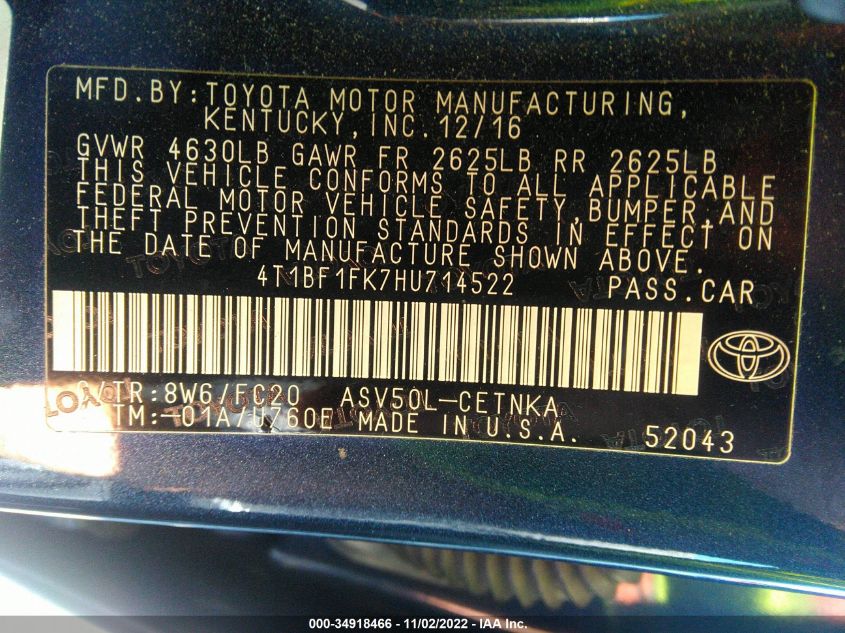 MFD.BY:TOYOTA MOTOR MANUFACTURING,
KENTUCKY,INC.12/16
GVWR 4630LB GAWR FR 2625LB RR 2625LB
THIS VEHICLE CONFORMS TO ALL APPLICABLE
FEDERAL MOTOR VEHICLE SAFETY,BUMPER,AND
THEFT PREVENTION STANDARDS IN EFFECT ON
THE DATE OF MANUFACTURE SHOWN ABOVE.
4T1BF1FK7HU714522 PASS.CAR
C/TR:8W6/FC20 ASV50L-CETNKA
TM:-01A/U760E MADE IN U.S.A. 52043
000-34918466 - 11/02/2022 - IAA Inc.